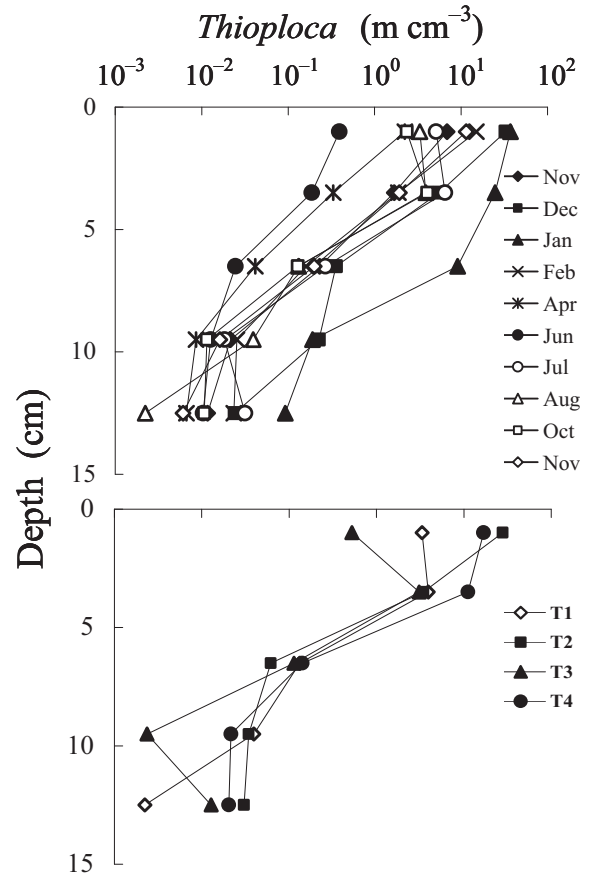 Thioploca (m cm⁻³)
10⁻³ 10⁻² 10⁻¹ 10⁰ 10¹ 10²
0
5
10
15
Nov
Dec
Jan
Feb
Apr
Jun
Jul
Aug
Oct
Nov
Depth (cm)
0
5
10
15
T1
T2
T3
T4